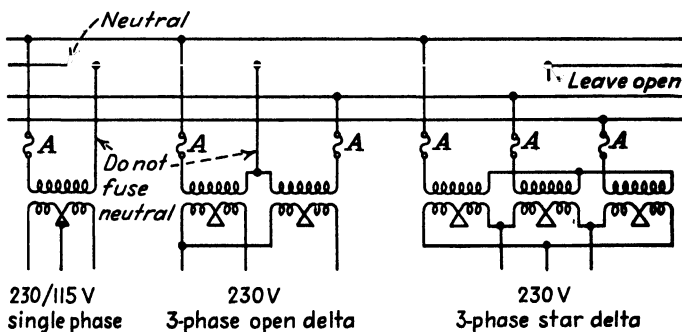 Neutral
Leave open
A
A
A
A
A
A
Do not
fuse
neutral
230/115 V
single phase
230 V
3-phase open delta
230 V
3-phase star delta